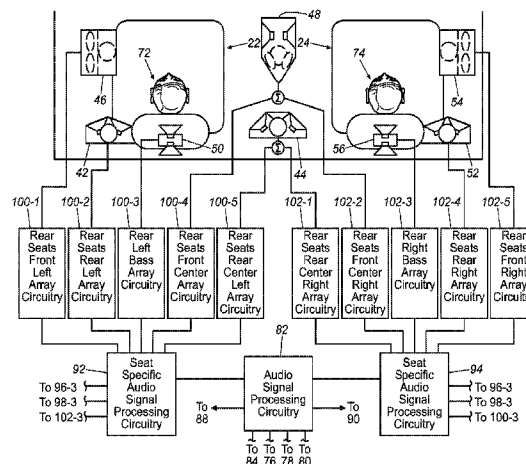 48
72
22
24
74
46
50
56
54
42
44
52
Σ
Σ
100-1
100-2
100-3
100-4
100-5
102-1
102-2
102-3
102-4
102-5
Rear Seats Front Left Array Circuitry
Rear Seats Rear Left Array Circuitry
Rear Left Bass Array Circuitry
Rear Seats Front Center Array Circuitry
Rear Seats Rear Center Left Array Circuitry
Rear Seats Rear Center Right Array Circuitry
Rear Seats Front Center Right Array Circuitry
Rear Right Bass Array Circuitry
Rear Seats Rear Right Array Circuitry
Rear Seats Front Right Array Circuitry
92
82
94
Seat Specific Audio Signal Processing Circuitry
Audio Signal Processing Circuitry
Seat Specific Audio Signal Processing Circuitry
To 96-3
To 98-3
To 102-3
To 88
To 90
To 96-3
To 98-3
To 100-3
To 84
To 76
To 78
To 80